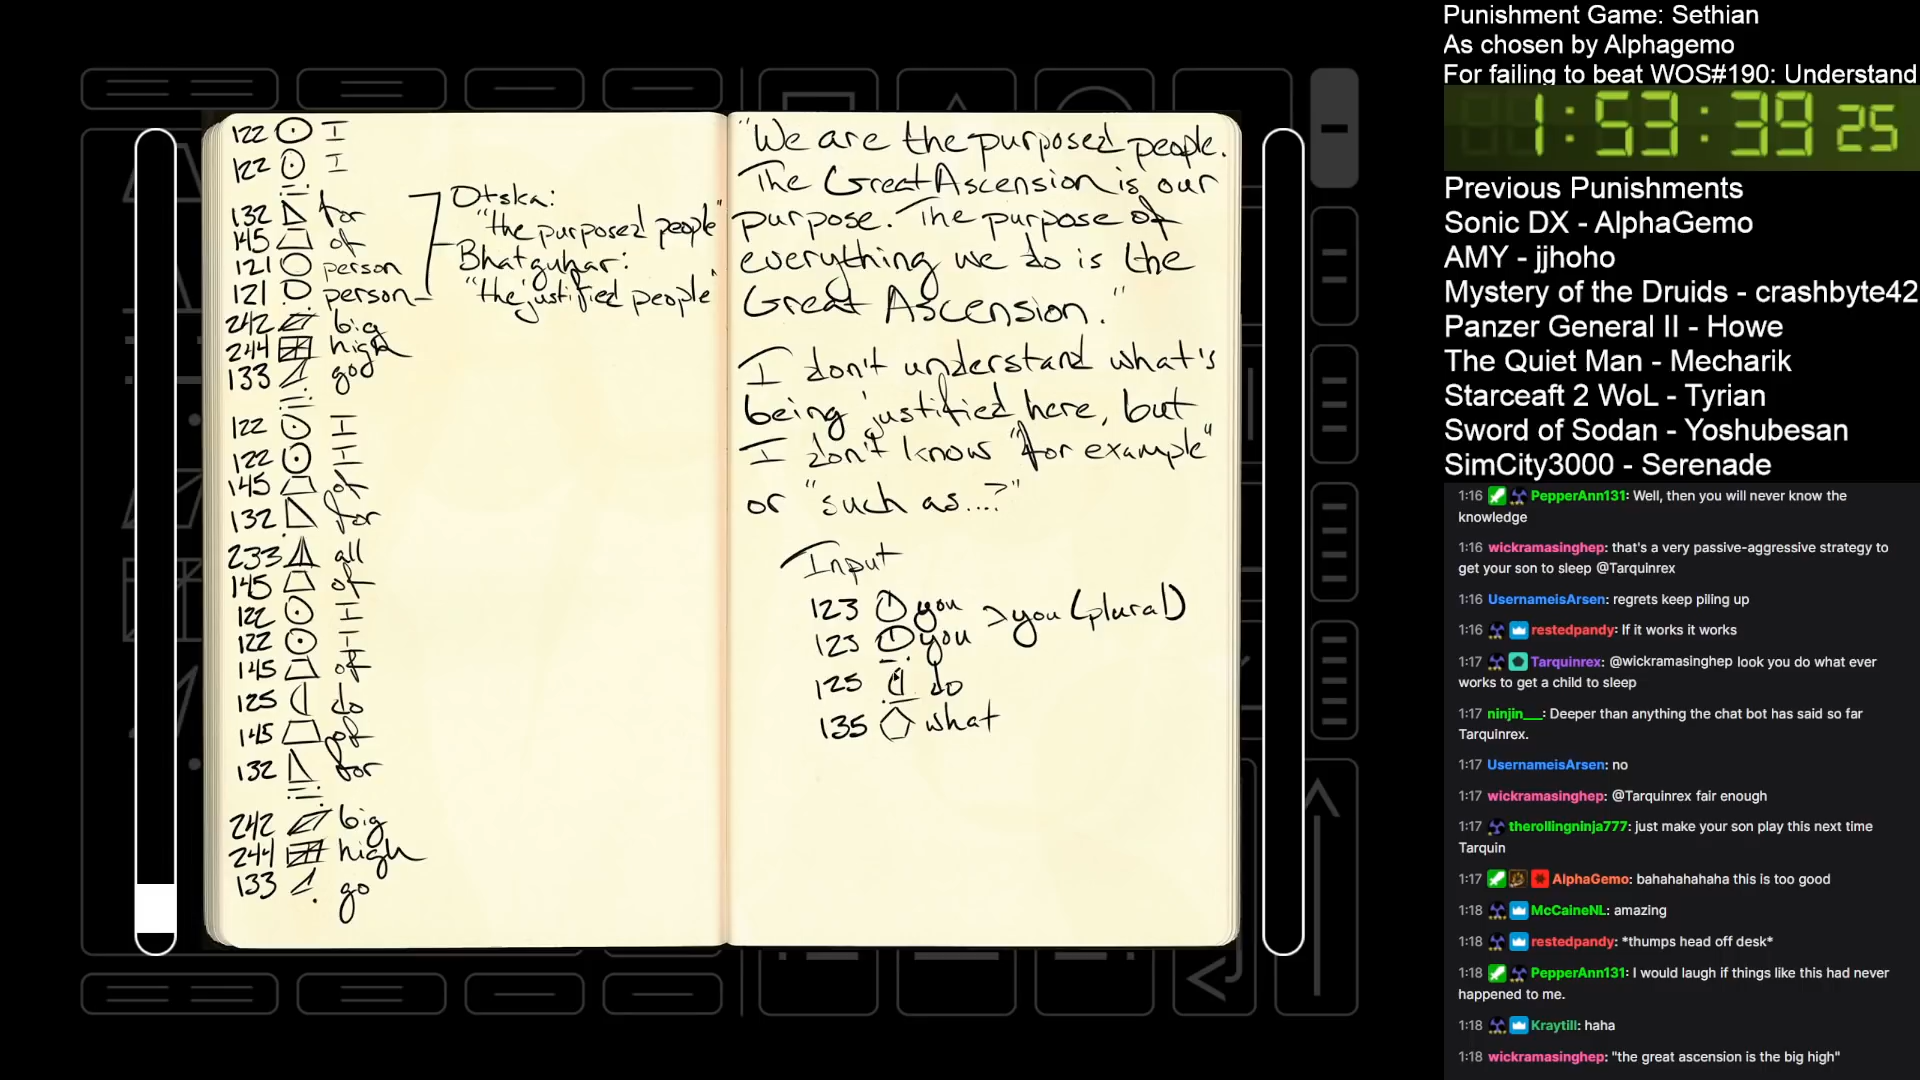 122 I
122 I
132 for
145 of
121 person
121 person
242 big
244 high
133 go
122 I
122 I
145 of
132 for
233 all
145 of
122 I
122 I
145 of
125 do
145 of
132 for
242 big
244 high
133 go
Otska:
"the purposed people"
Bhatguhar:
"the justified people"
"We are the purposed people.
The Great Ascension is our
purpose. The purpose of
everything we do is the
Great Ascension."
I don't understand what's
being justified here, but
I don't know "for example"
or "such as...?"
Input
123 you
123 you > you (plural)
125 do
135 what
Punishment Game: Sethian
As chosen by Alphagemo
For failing to beat WOS#190: Understand
1:53:39 25
Previous Punishments
Sonic DX - AlphaGemo
AMY - jjhoho
Mystery of the Druids - crashbyte42
Panzer General II - Howe
The Quiet Man - Mecharik
Starceaft 2 WoL - Tyrian
Sword of Sodan - Yoshubesan
SimCity3000 - Serenade
1:16 PepperAnn131: Well, then you will never know the
knowledge
1:16 wickramasinghep: that's a very passive-aggressive strategy to
get your son to sleep @Tarquinrex
1:16 UsernameisArsen: regrets keep piling up
1:16 restedpandy: If it works it works
1:17 Tarquinrex: @wickramasinghep look you do what ever
works to get a child to sleep
1:17 ninjin___: Deeper than anything the chat bot has said so far
Tarquinrex.
1:17 UsernameisArsen: no
1:17 wickramasinghep: @Tarquinrex fair enough
1:17 therollingninja777: just make your son play this next time
Tarquin
1:17 AlphaGemo: bahahahahaha this is too good
1:18 McCaineNL: amazing
1:18 restedpandy: *thumps head off desk*
1:18 PepperAnn131: I would laugh if things like this had never
happened to me.
1:18 Kraytill: haha
1:18 wickramasinghep: "the great ascension is the big high"